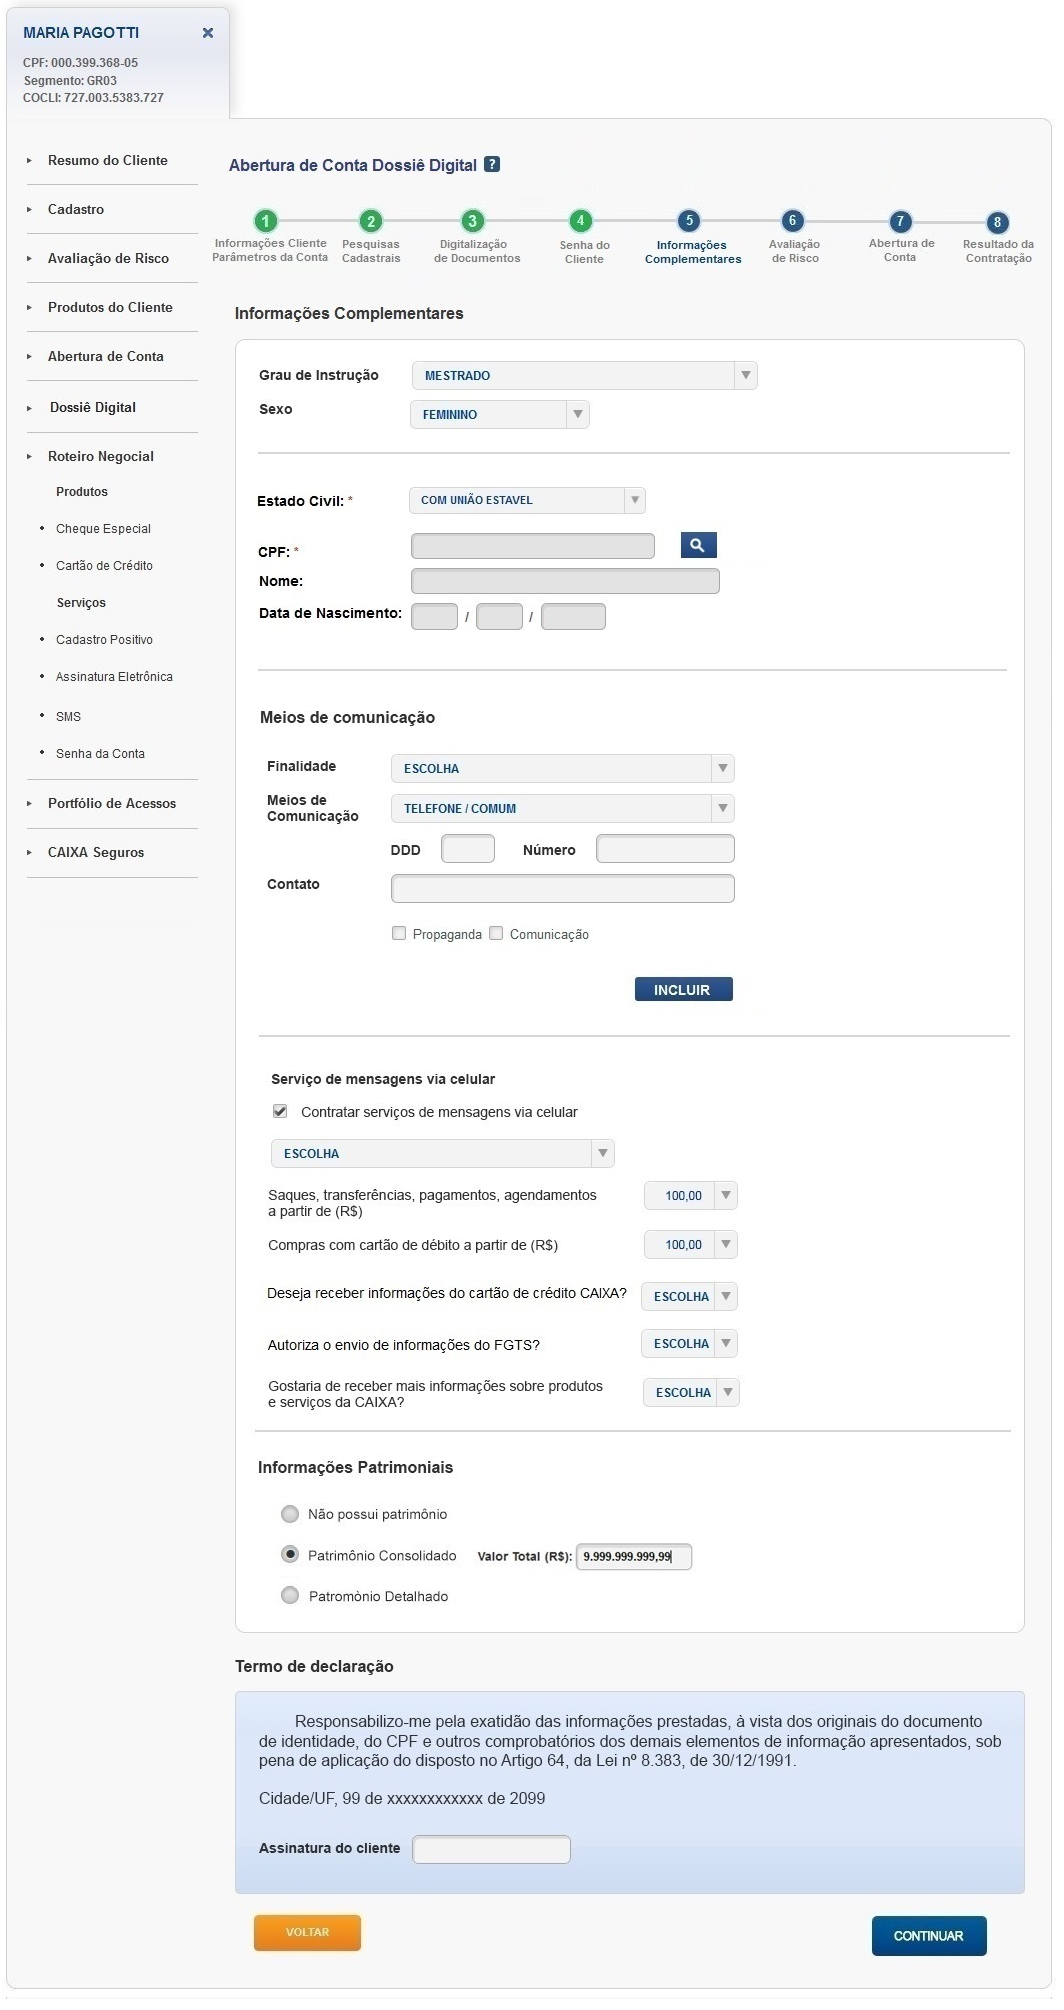 MARIA PAGOTTI ×
CPF: 000.399.368-05
Segmento: GR03
COCLI: 727.003.5383.727
Resumo do Cliente
Cadastro
Avaliação de Risco
Produtos do Cliente
Abertura de Conta
Dossiê Digital
Roteiro Negocial
Produtos
Cheque Especial
Cartão de Crédito
Serviços
Cadastro Positivo
Assinatura Eletrônica
SMS
Senha da Conta
Portfólio de Acessos
CAIXA Seguros
Abertura de Conta Dossiê Digital ?
1 2 3 4 5 6 7 8
Informações Cliente
Parâmetros da Conta
Pesquisas
Cadastrais
Digitalização
de Documentos
Senha do
Cliente
Informações
Complementares
Avaliação
de Risco
Abertura de
Conta
Resultado da
Contratação
Informações Complementares
Grau de Instrução MESTRADO
Sexo FEMININO
Estado Civil: * COM UNIÃO ESTAVEL
CPF: *
Nome:
Data de Nascimento: / /
Meios de comunicação
Finalidade ESCOLHA
Meios de
Comunicação TELEFONE / COMUM
DDD Número
Contato
Propaganda Comunicação
INCLUIR
Serviço de mensagens via celular
Contratar serviços de mensagens via celular
ESCOLHA
Saques, transferências, pagamentos, agendamentos
a partir de (R$) 100,00
Compras com cartão de débito a partir de (R$) 100,00
Deseja receber informações do cartão de crédito CAIXA? ESCOLHA
Autoriza o envio de informações do FGTS? ESCOLHA
Gostaria de receber mais informações sobre produtos
e serviços da CAIXA? ESCOLHA
Informações Patrimoniais
Não possui patrimônio
Patrimônio Consolidado Valor Total (R$): 9.999.999.999,99
Patromònio Detalhado
Termo de declaração
Responsabilizo-me pela exatidão das informações prestadas, à vista dos originais do documento
de identidade, do CPF e outros comprobatórios dos demais elementos de informação apresentados, sob
pena de aplicação do disposto no Artigo 64, da Lei nº 8.383, de 30/12/1991.
Cidade/UF, 99 de xxxxxxxxxxxx de 2099
Assinatura do cliente
VOLTAR
CONTINUAR